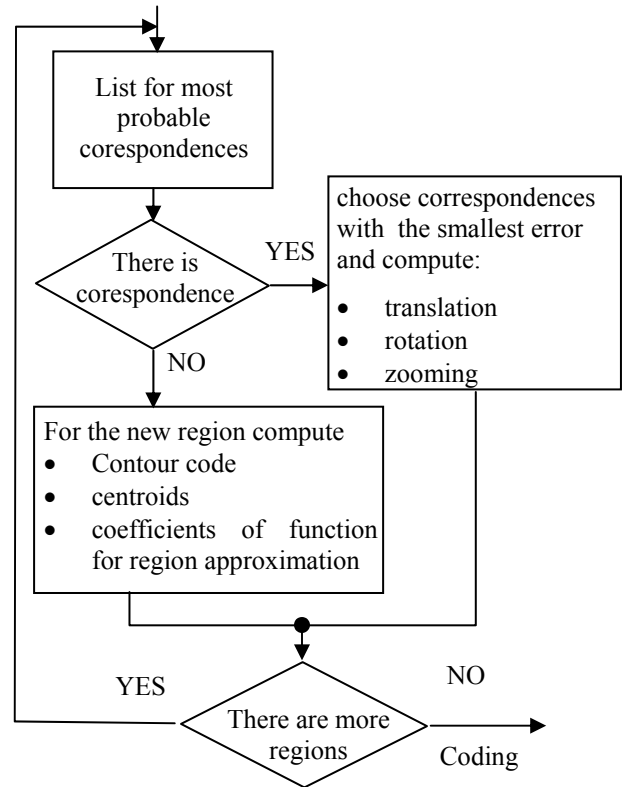 List for most
probable
corespondences
There is
corespondence
YES
choose correspondences
with the smallest error
and compute:
• translation
• rotation
• zooming
NO
For the new region compute
• Contour code
• centroids
• coefficients of function
for region approximation
YES
There are more
regions
NO
Coding